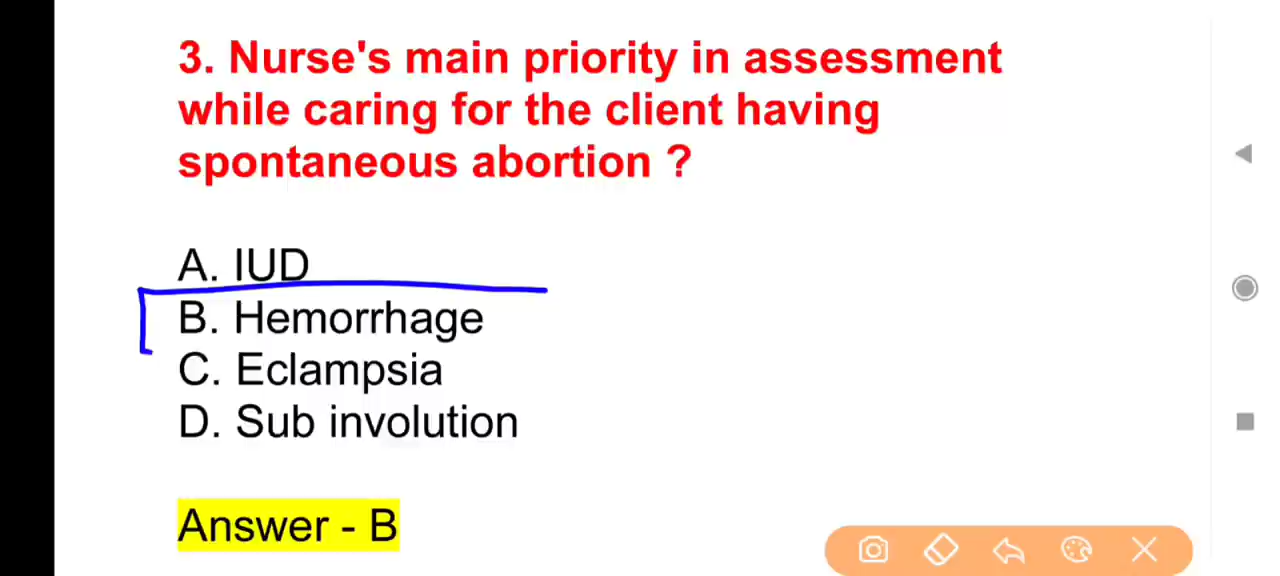 3. Nurse's main priority in assessment
while caring for the client having
spontaneous abortion ?
A. IUD
B. Hemorrhage
C. Eclampsia
D. Sub involution
Answer - B